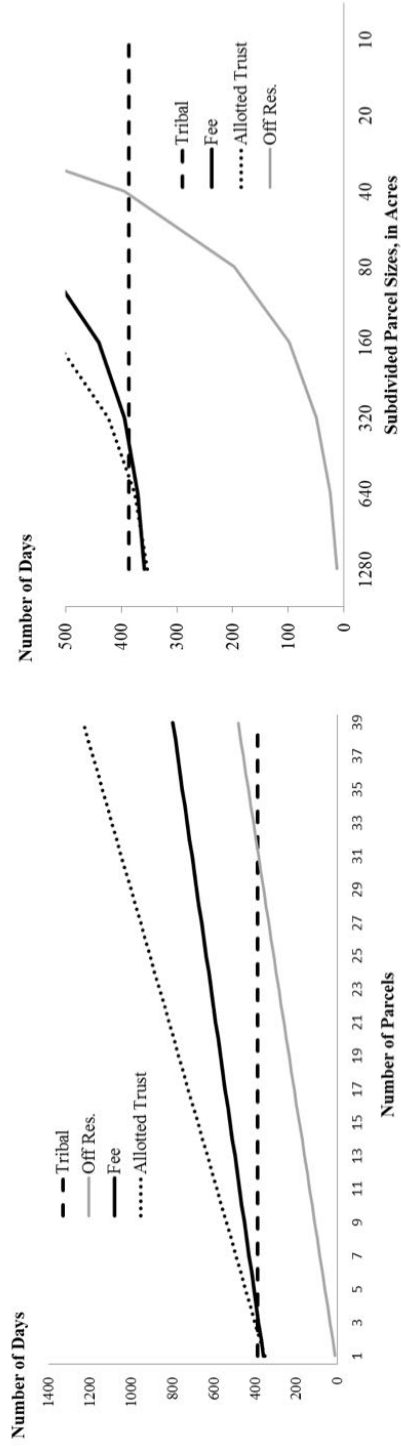 Number of Days
1400
1200
1000
800
600
400
200
0
Tribal
Off Res.
Fee
Allotted Trust
1 3 5 7 9 11 13 15 17 19 21 23 25 27 29 31 33 35 37 39
Number of Parcels
Number of Days
500
400
300
200
100
0
Tribal
Fee
Allotted Trust
Off Res.
1280 640 320 160 80 40 20 10
Subdivided Parcel Sizes, in Acres